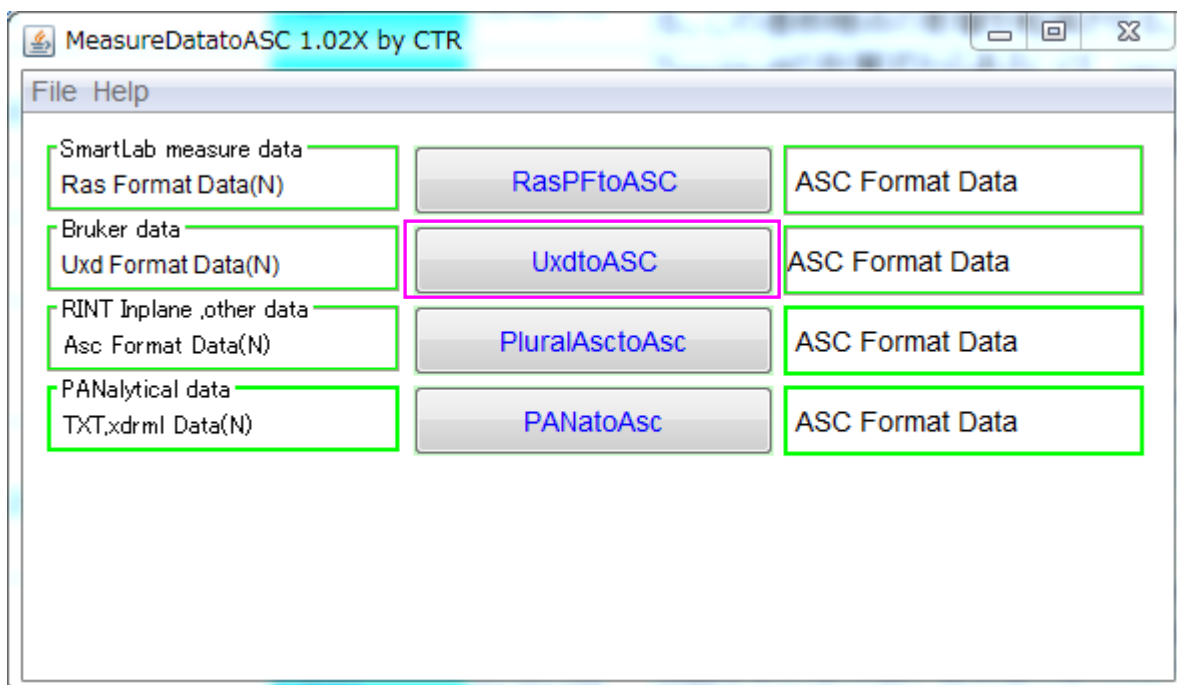 MeasureDatatoASC 1.02X by CTR
File Help
SmartLab measure data
Ras Format Data(N)
RasPFtoASC
ASC Format Data
Bruker data
Uxd Format Data(N)
UxdtoASC
ASC Format Data
RINT Inplane ,other data
Asc Format Data(N)
PluralAsctoAsc
ASC Format Data
PANalytical data
TXT,xdrml Data(N)
PANatoAsc
ASC Format Data